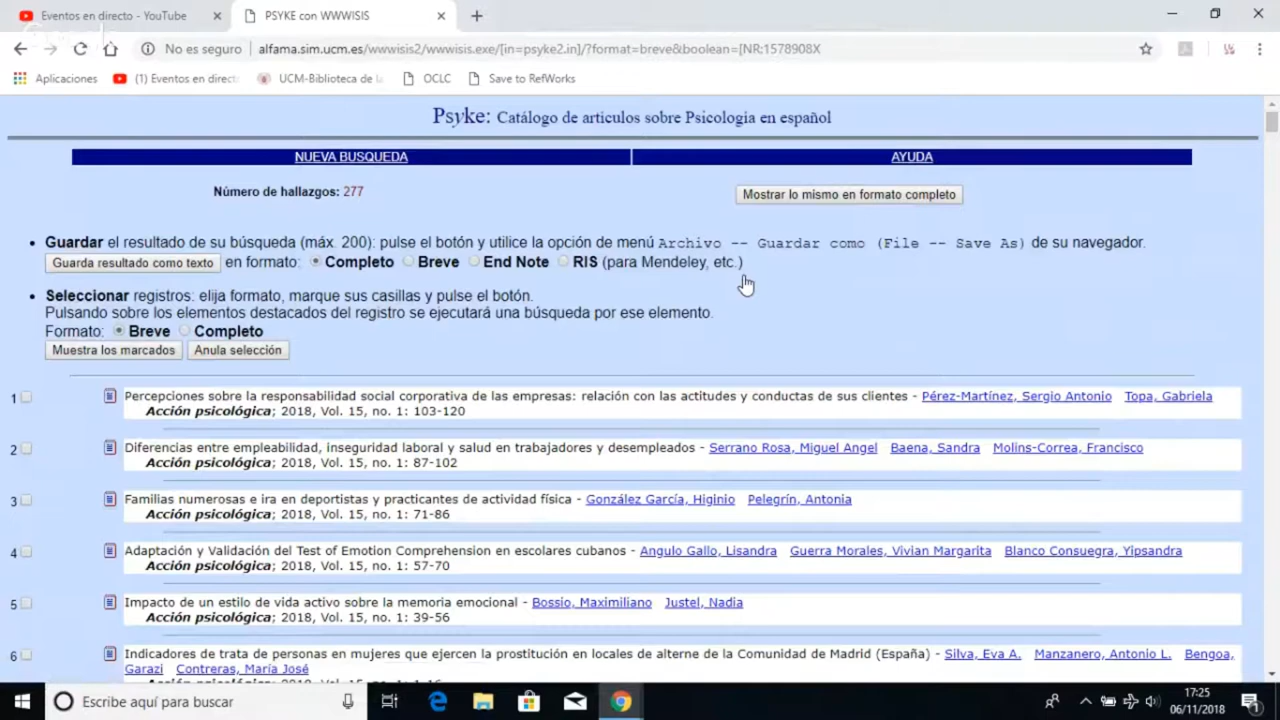 Eventos en directo - YouTube
PSYKE con WWWISIS
No es seguro | alfama.sim.ucm.es/wwwisis2/wwwisis.exe/[in=psyke2.in]/?format=breve&boolean=[NR:1578908X
Aplicaciones (1) Eventos en direct UCM-Biblioteca de la OCLC Save to RefWorks
Psyke: Catálogo de articulos sobre Psicología en español
NUEVA BUSQUEDA AYUDA
Número de hallazgos: 277 Mostrar lo mismo en formato completo
• Guardar el resultado de su búsqueda (máx. 200): pulse el botón y utilice la opción de menú Archivo -- Guardar como (File -- Save As) de su navegador.
Guarda resultado como texto en formato: Completo Breve End Note RIS (para Mendeley, etc.)
• Seleccionar registros: elija formato, marque sus casillas y pulse el botón.
Pulsando sobre los elementos destacados del registro se ejecutará una búsqueda por ese elemento.
Formato: Breve Completo
Muestra los marcados Anula selección
1 Percepciones sobre la responsabilidad social corporativa de las empresas: relación con las actitudes y conductas de sus clientes - Pérez-Martínez, Sergio Antonio Topa, Gabriela
Acción psicológica; 2018, Vol. 15, no. 1: 103-120
2 Diferencias entre empleabilidad, inseguridad laboral y salud en trabajadores y desempleados - Serrano Rosa, Miguel Angel Baena, Sandra Molins-Correa, Francisco
Acción psicológica; 2018, Vol. 15, no. 1: 87-102
3 Familias numerosas e ira en deportistas y practicantes de actividad física - González García, Higinio Pelegrín, Antonia
Acción psicológica; 2018, Vol. 15, no. 1: 71-86
4 Adaptación y Validación del Test of Emotion Comprehension en escolares cubanos - Angulo Gallo, Lisandra Guerra Morales, Vivian Margarita Blanco Consuegra, Yipsandra
Acción psicológica; 2018, Vol. 15, no. 1: 57-70
5 Impacto de un estilo de vida activo sobre la memoria emocional - Bossio, Maximiliano Justel, Nadia
Acción psicológica; 2018, Vol. 15, no. 1: 39-56
6 Indicadores de trata de personas en mujeres que ejercen la prostitución en locales de alterne de la Comunidad de Madrid (España) - Silva, Eva A. Manzanero, Antonio L. Bengoa,
Garazi Contreras, María José
Escribe aquí para buscar
17:25
06/11/2018